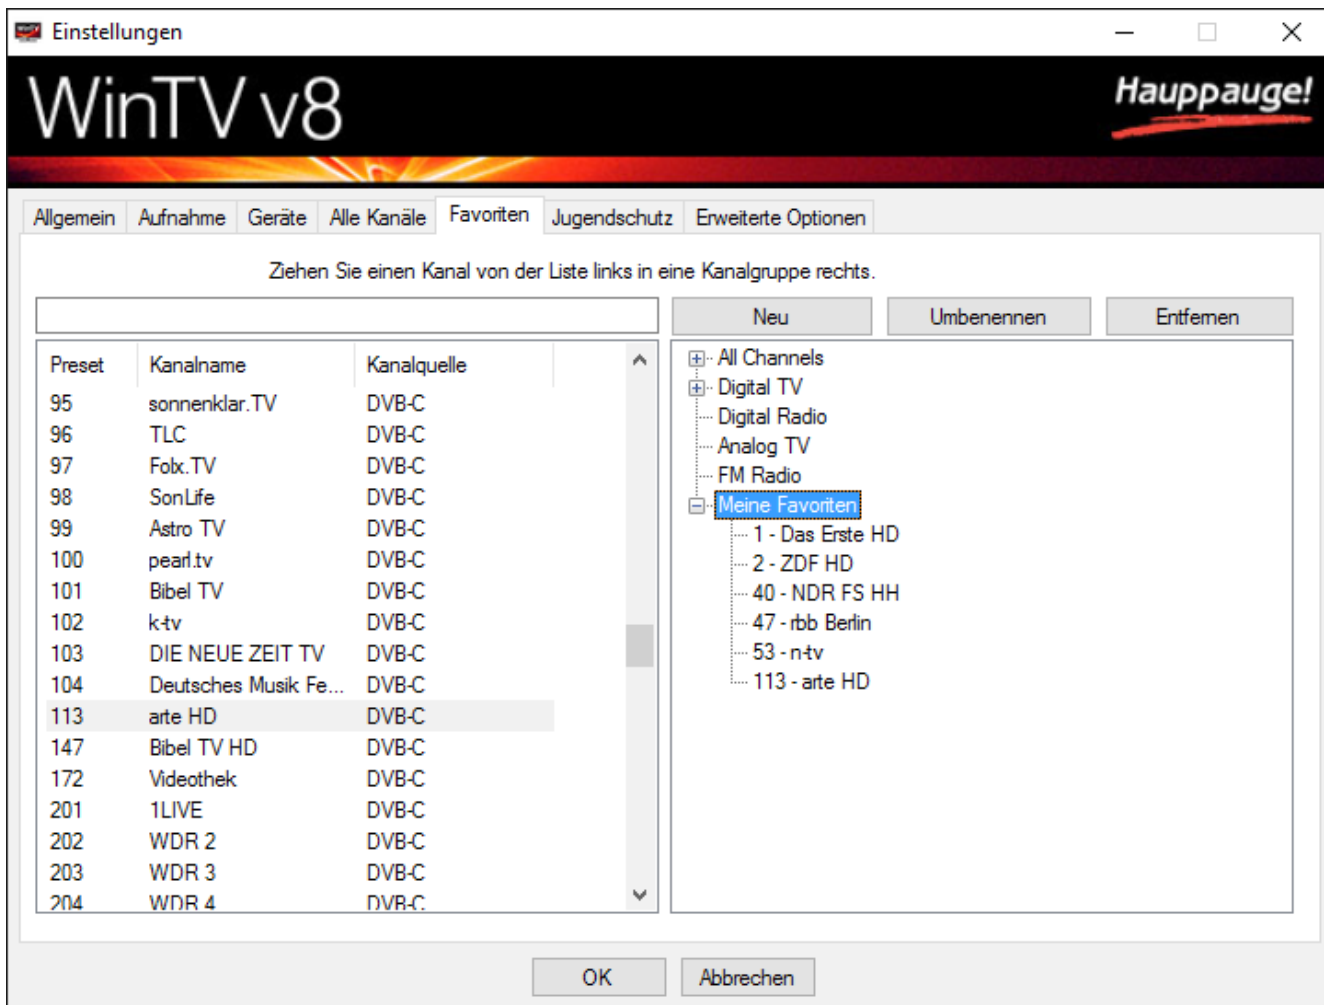 Einstellungen
WinTV v8
Hauppauge!
Allgemein Aufnahme Geräte Alle Kanäle Favoriten Jugendschutz Erweiterte Optionen
Ziehen Sie einen Kanal von der Liste links in eine Kanalgruppe rechts.
Neu Umbenennen Entfernen
Preset Kanalname Kanalquelle
95 sonnenklar.TV DVB-C
96 TLC DVB-C
97 Folx.TV DVB-C
98 SonLife DVB-C
99 Astro TV DVB-C
100 pearl.tv DVB-C
101 Bibel TV DVB-C
102 k-tv DVB-C
103 DIE NEUE ZEIT TV DVB-C
104 Deutsches Musik Fe... DVB-C
113 arte HD DVB-C
147 Bibel TV HD DVB-C
172 Videothek DVB-C
201 1LIVE DVB-C
202 WDR 2 DVB-C
203 WDR 3 DVB-C
204 WDR 4 DVB-C
All Channels
Digital TV
Digital Radio
Analog TV
FM Radio
Meine Favoriten
1 - Das Erste HD
2 - ZDF HD
40 - NDR FS HH
47 - rbb Berlin
53 - n-tv
113 - arte HD
OK Abbrechen